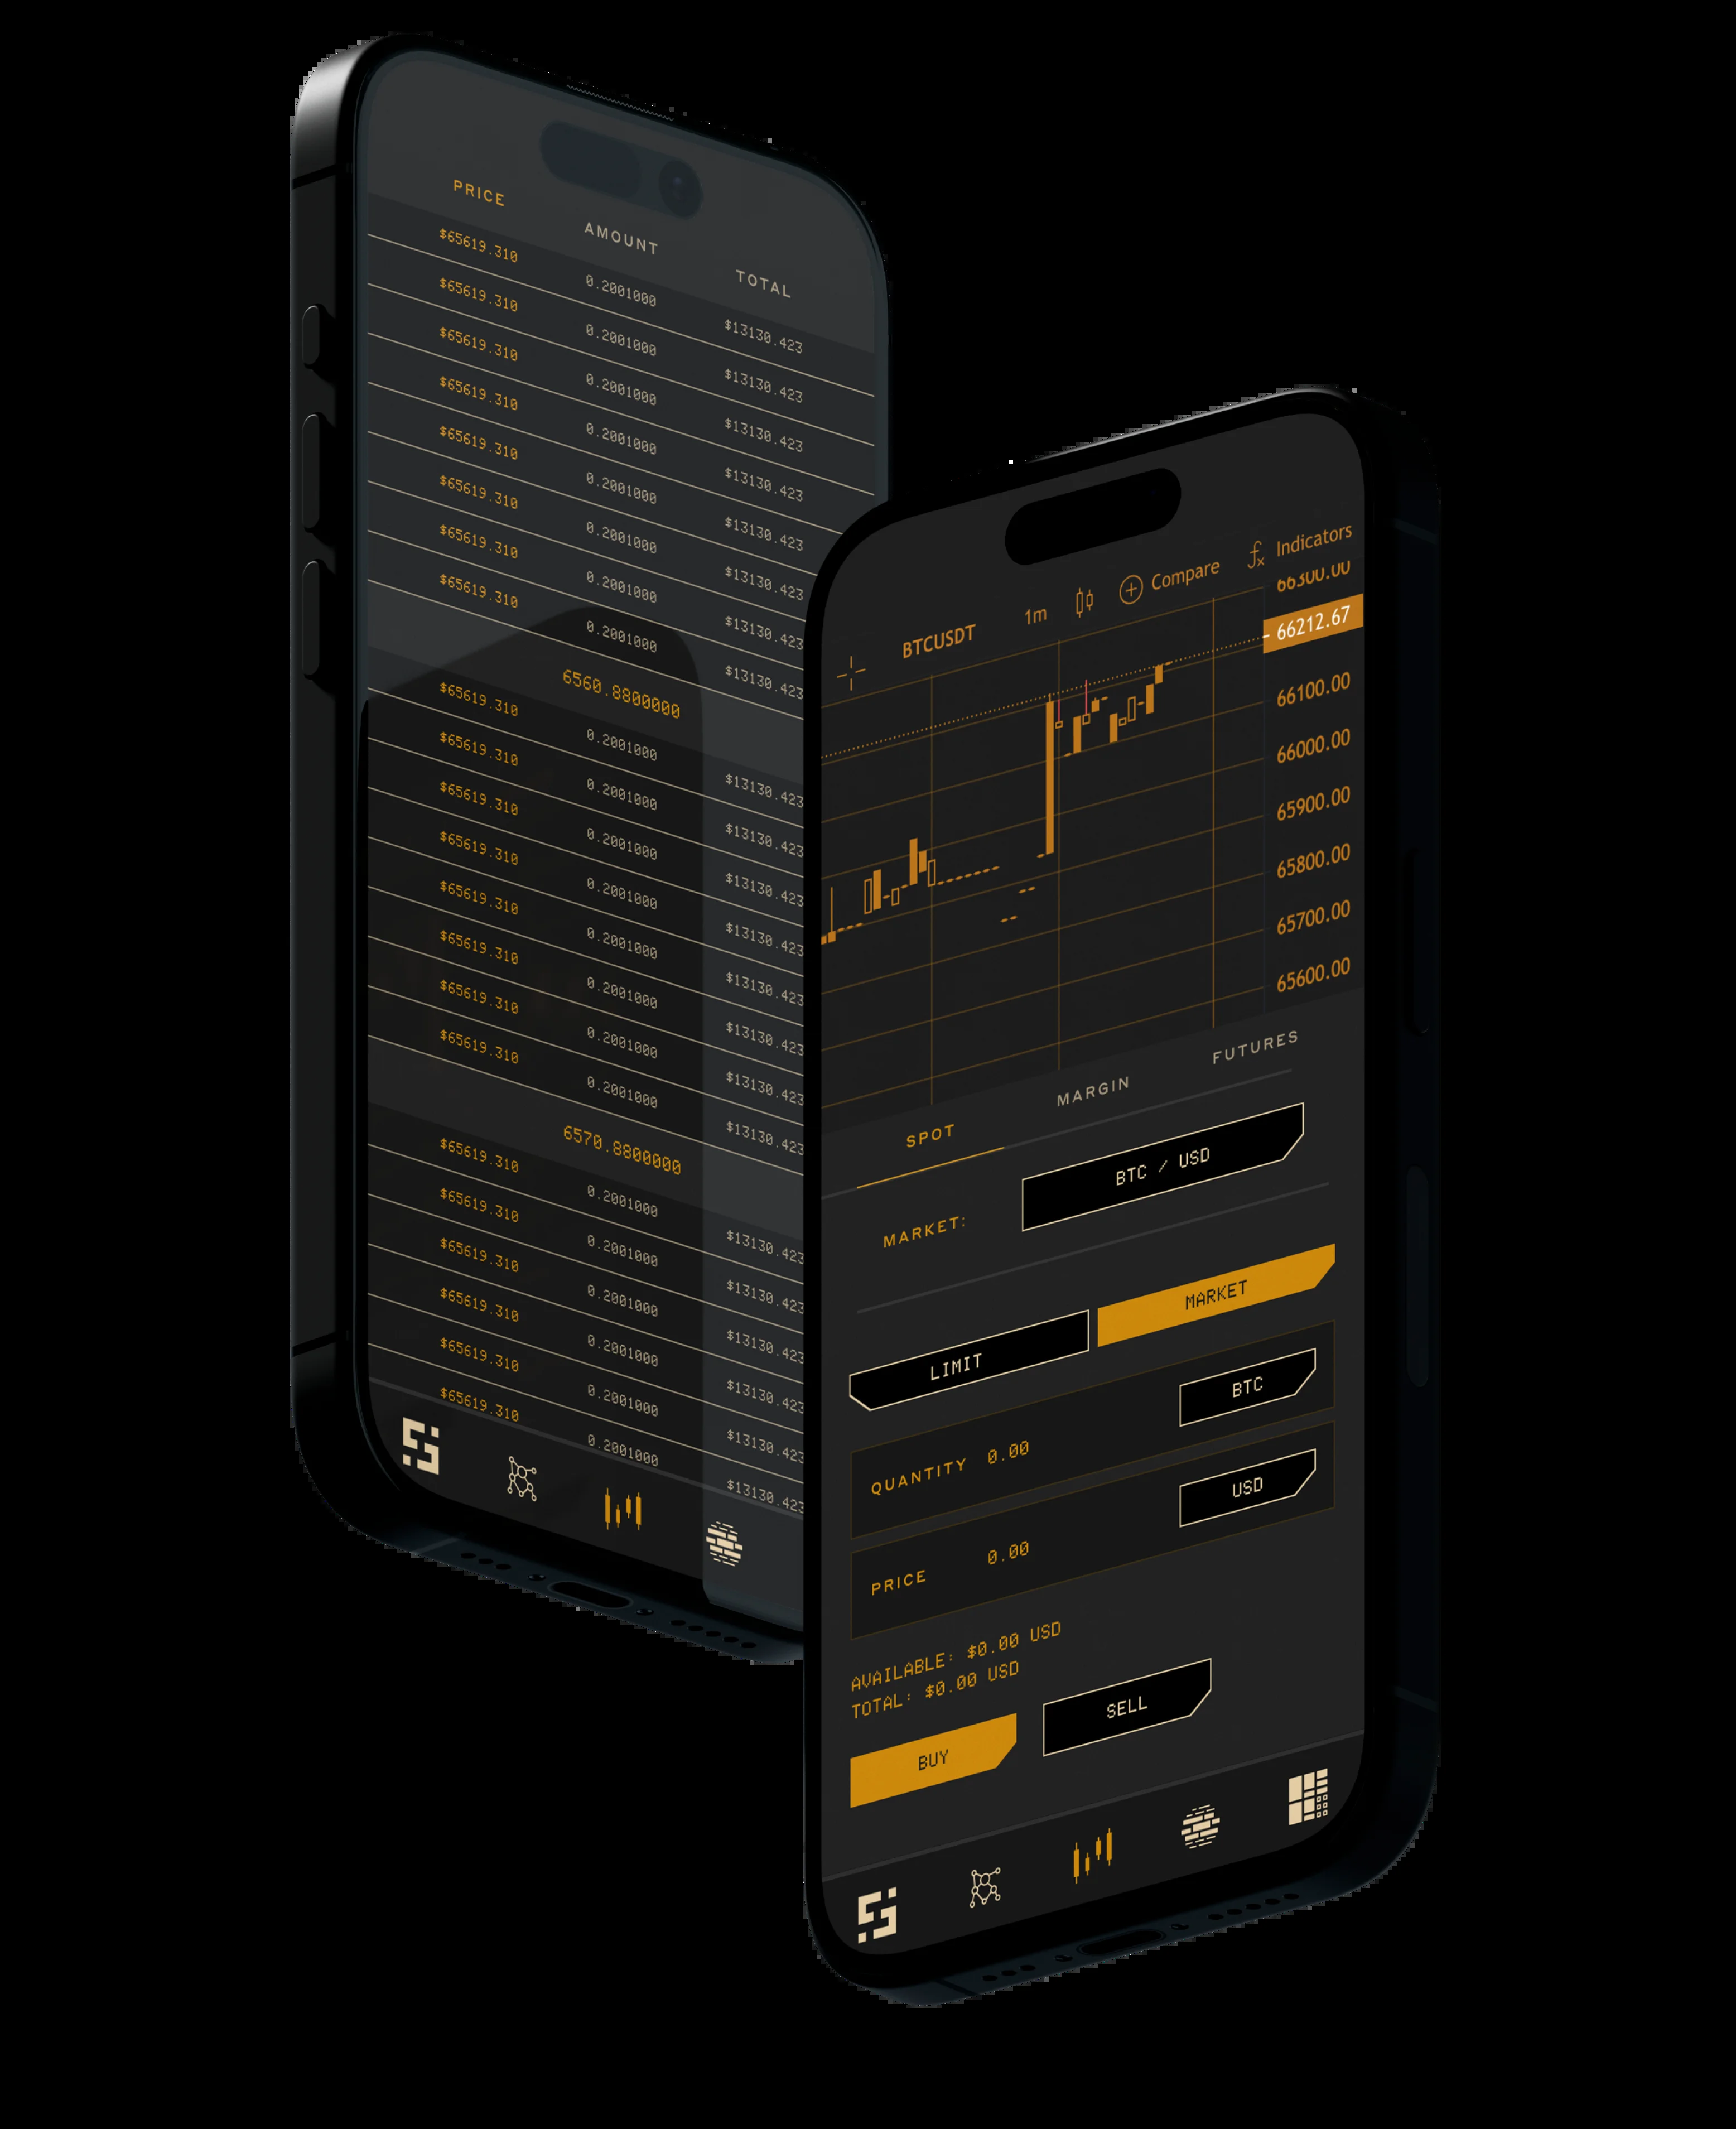 PRICE AMOUNT TOTAL
$65619.310 0.2001000 $13130.423
$65619.310 0.2001000 $13130.423
$65619.310 0.2001000 $13130.423
$65619.310 0.2001000 $13130.423
$65619.310 0.2001000 $13130.423
$65619.310 0.2001000 $13130.423
$65619.310 0.2001000 $13130.423
$65619.310 0.2001000 $13130.423
6560.8800000
$65619.310 0.2001000 $13130.423
$65619.310 0.2001000 $13130.423
$65619.310 0.2001000 $13130.423
$65619.310 0.2001000 $13130.423
$65619.310 0.2001000 $13130.423
$65619.310 0.2001000 $13130.423
$65619.310 0.2001000 $13130.423
$65619.310 0.2001000 $13130.423
6570.8800000
$65619.310 0.2001000 $13130.423
$65619.310 0.2001000 $13130.423
$65619.310 0.2001000 $13130.423
$65619.310 0.2001000 $13130.423
$65619.310 0.2001000 $13130.423
$65619.310 0.2001000 $13130.423
BTCUSDT 1m Compare fx Indicators
66300.00
66212.67
66100.00
66000.00
65900.00
65800.00
65700.00
65600.00
SPOT MARGIN FUTURES
MARKET: BTC / USD
LIMIT MARKET
QUANTITY 0.00 BTC
PRICE 0.00 USD
AVAILABLE: $0.00 USD
TOTAL: $0.00 USD
BUY SELL